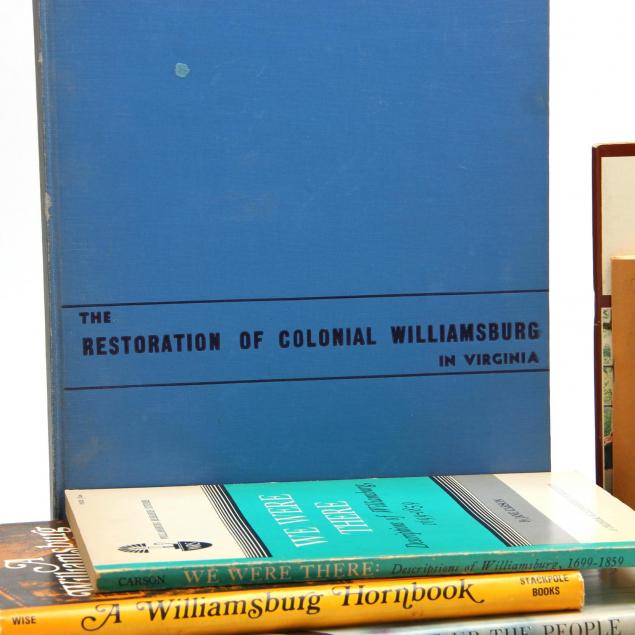 THE
RESTORATION OF COLONIAL WILLIAMSBURG
IN VIRGINIA
WE WERE
THERE
Descriptions of Williamsburg
1699-1859
CARSON WE WERE THERE: Descriptions of Williamsburg, 1699-1859
WISE A Williamsburg Hornbook STACKPOLE
BOOKS
THE PEOPLE